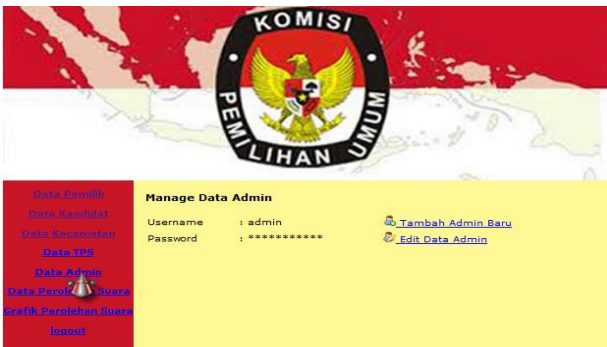 KOMISI
PEMILIHAN UMUM
Data Pemilih
Data Kandidat
Data Kecamatan
Data TPS
Data Admin
Data Perolehan Suara
Grafik Perolehan Suara
logout
Manage Data Admin
Username : admin
Password : ***********
Tambah Admin Baru
Edit Data Admin